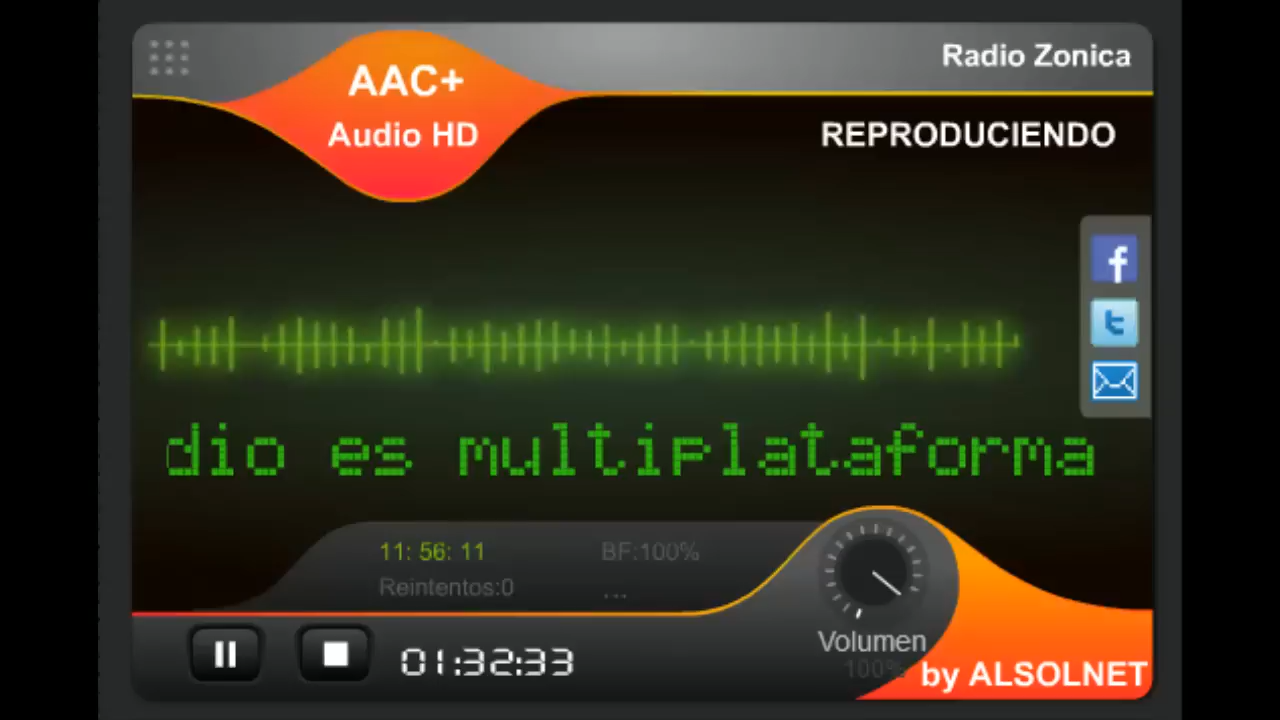 AAC+
Audio HD
Radio Zonica
REPRODUCIENDO
dio es multiplataforma
11: 56: 11
BF:100%
Reintentos:0
...
01:32:33
Volumen
100%
by ALSOLNET